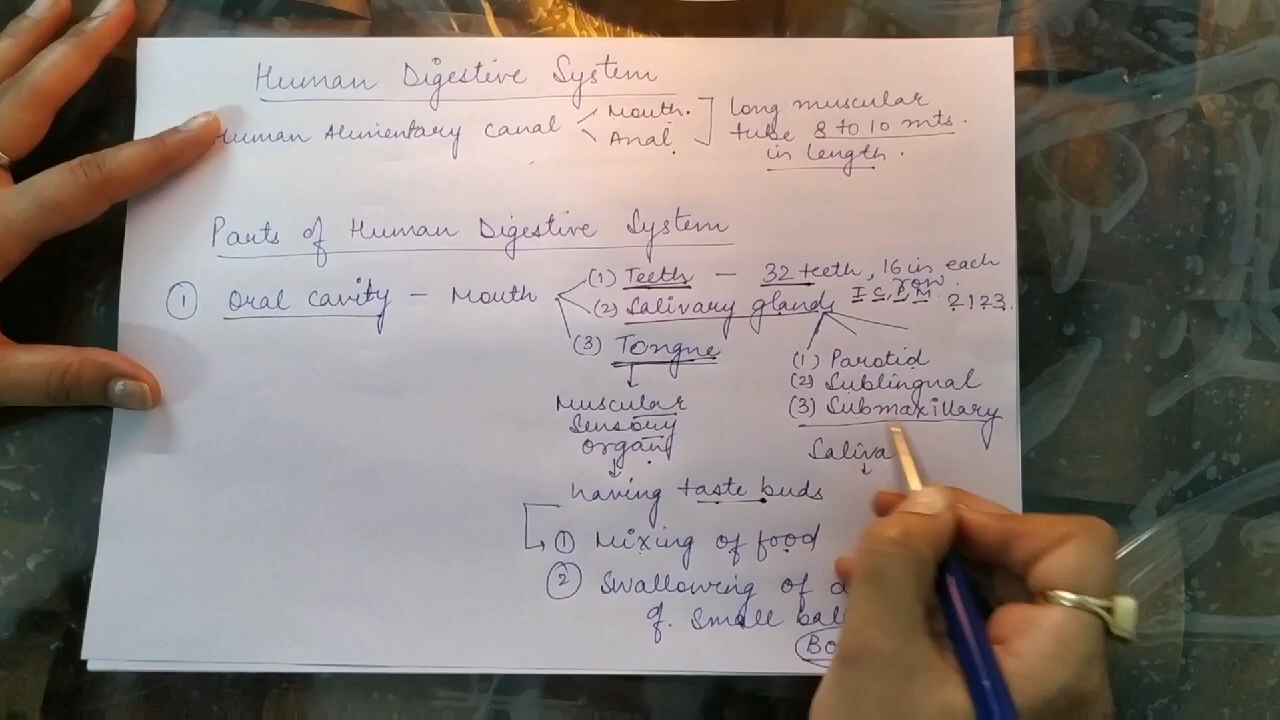 Human Digestive System
Human Alimentary canal
Mouth.
Anal.
long muscular
tube 8 to 10 mts.
in length.
Parts of Human Digestive System
① Oral cavity – Mouth
(1) Teeth – 32 teeth, 16 in each
row.
(2) Salivary glands I C, P, M. 2123.
(3) Tongue
(1) Parotid
(2) Sublingual
(3) Submaxillary
Saliva
Muscular
Sensory
organ
having taste buds
① Mixing of food
② Swallowing of
of. Small